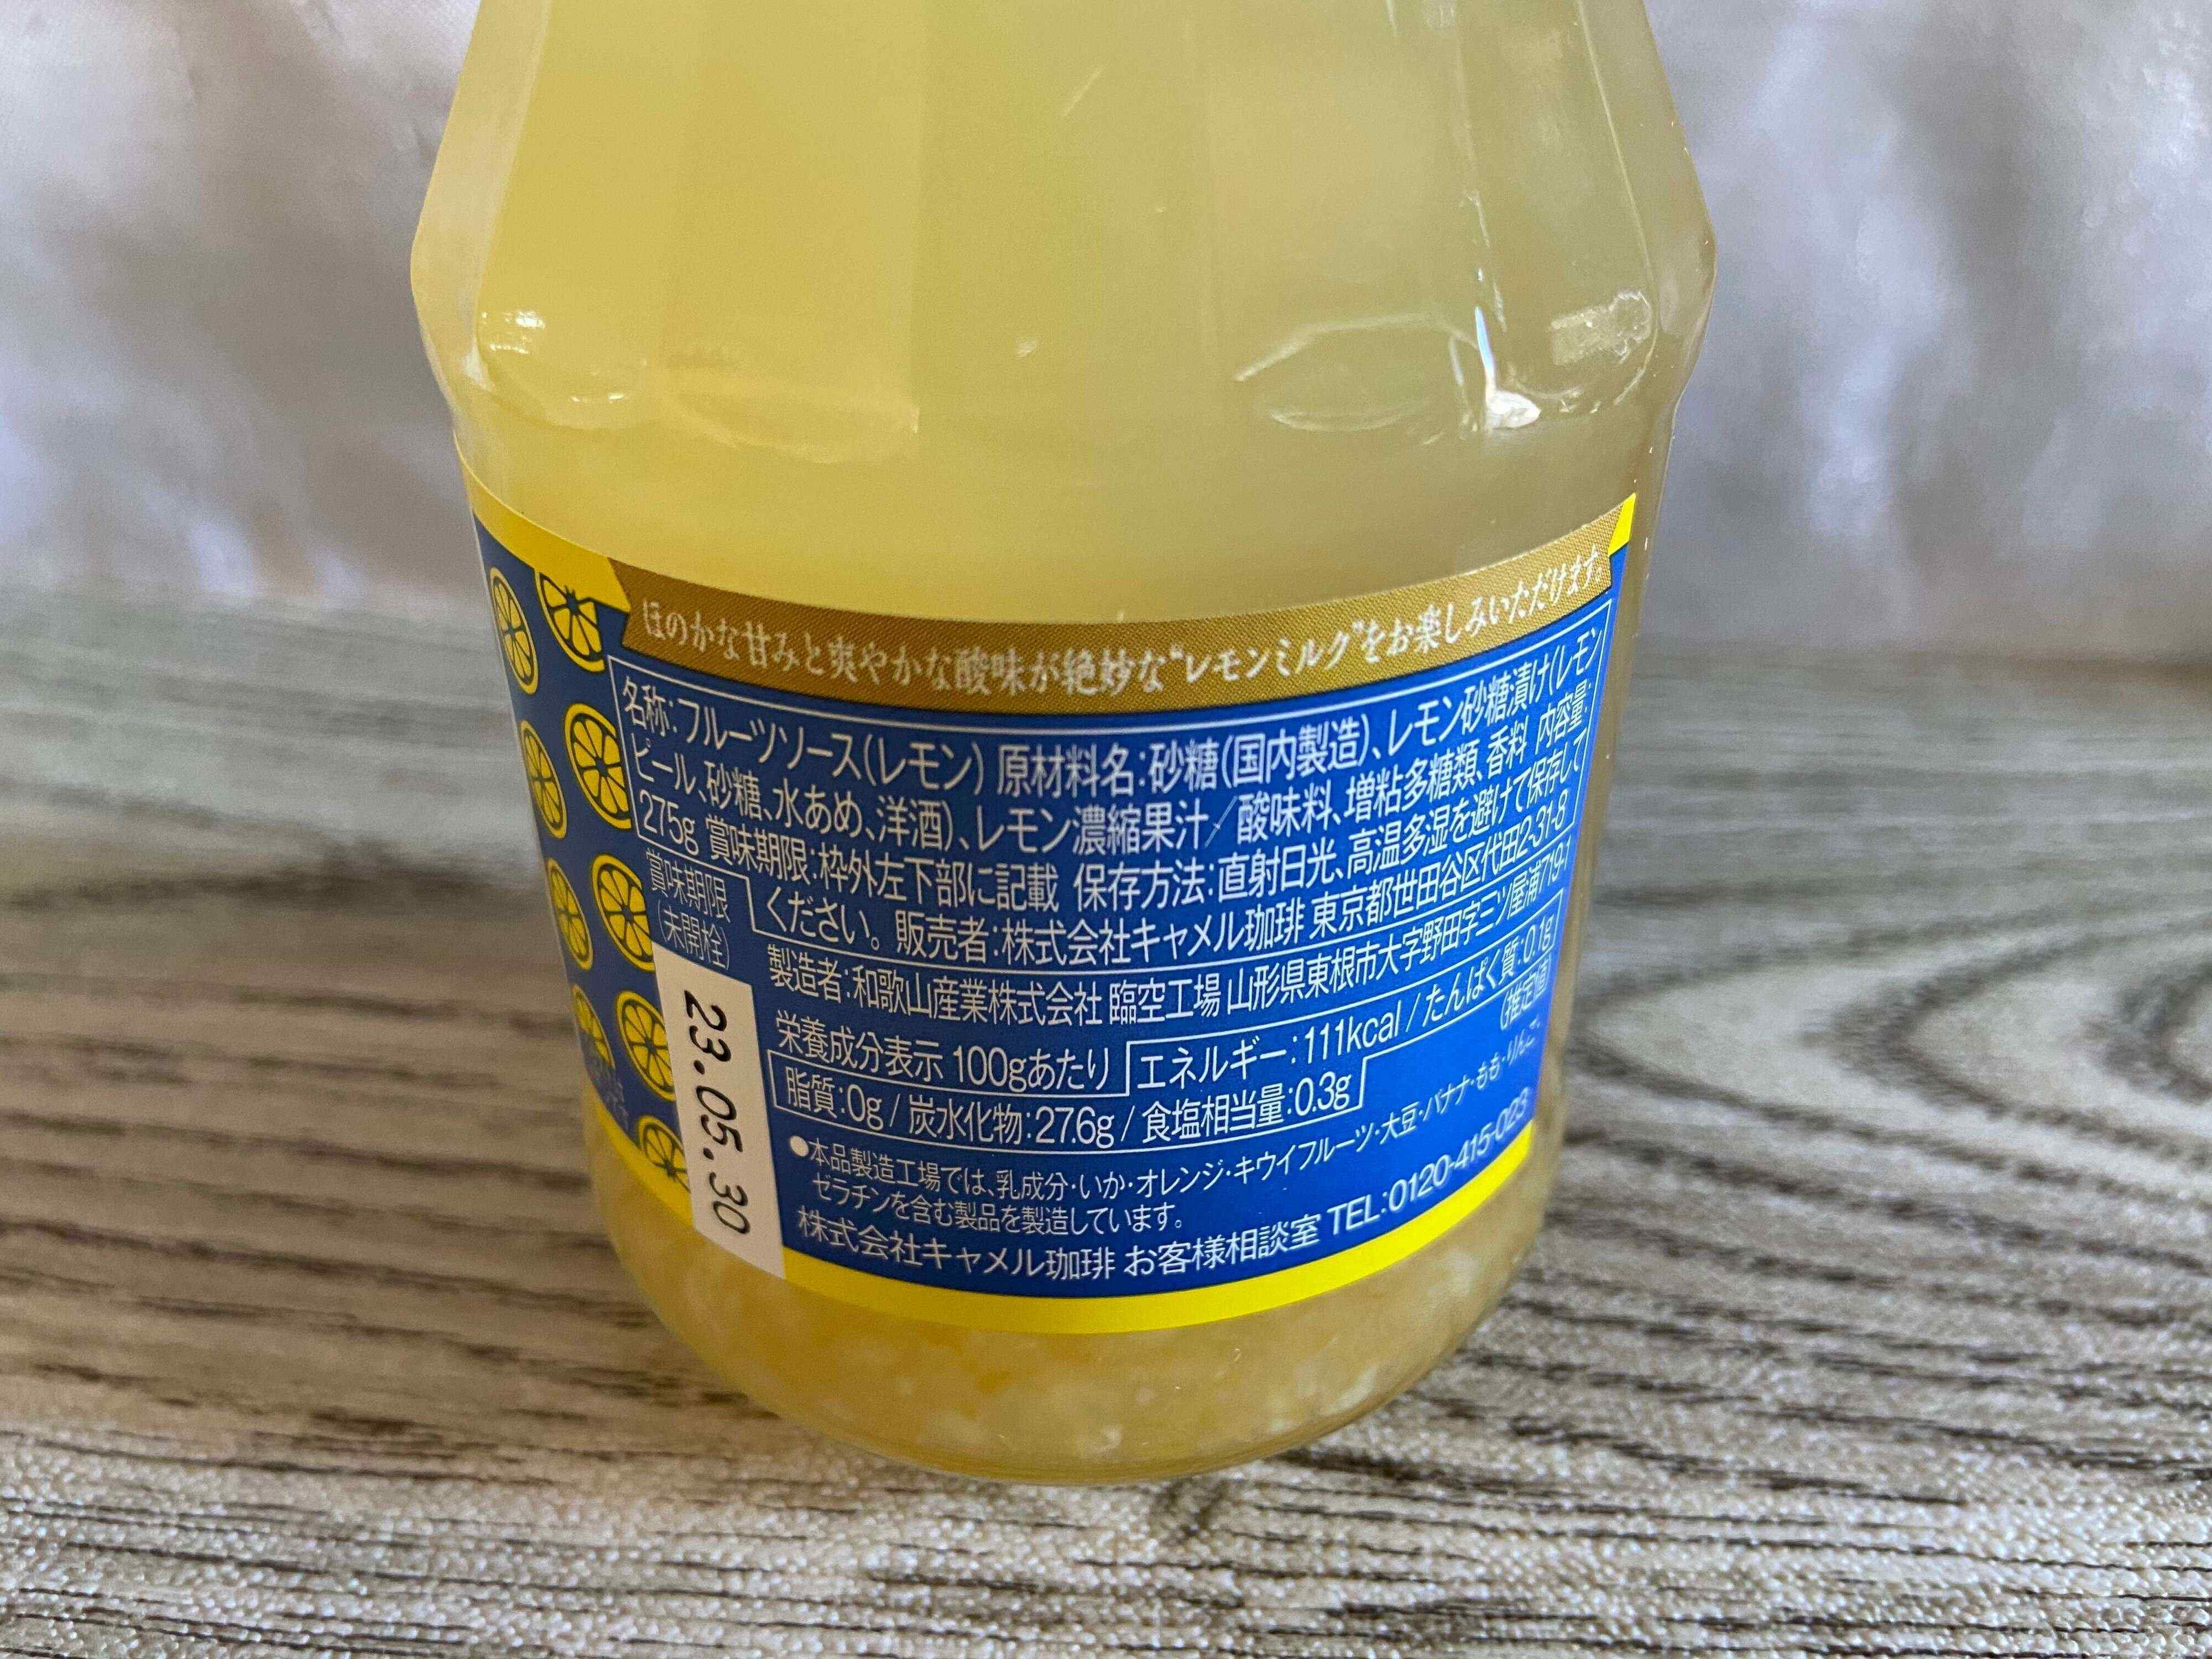 ほのかな甘みと爽やかな酸味が絶妙な“レモンミルク”をお楽しみいただけます。
名称:フルーツソース(レモン) 原材料名:砂糖(国内製造)、レモン砂糖漬け(レモン
ピール、砂糖、水あめ、洋酒)、レモン濃縮果汁/酸味料、増粘多糖類、香料 内容量:
275g 賞味期限:枠外左下部に記載 保存方法:直射日光、高温多湿を避けて保存して
ください。 販売者:株式会社キャメル珈琲 東京都世田谷区代田2-31-8
製造者:和歌山産業株式会社 臨空工場 山形県東根市大字野田字二ツ屋浦719-1
賞味期限
(未開栓)
23.05.30
栄養成分表示 100gあたり エネルギー:111kcal/たんぱく質:0.1g
脂質:0g/炭水化物:27.6g/食塩相当量:0.3g (推定値)
●本品製造工場では、乳成分・いか・オレンジ・キウイフルーツ・大豆・バナナ・もも・りんご・
ゼラチンを含む製品を製造しています。
株式会社キャメル珈琲 お客様相談室 TEL:0120-415-023